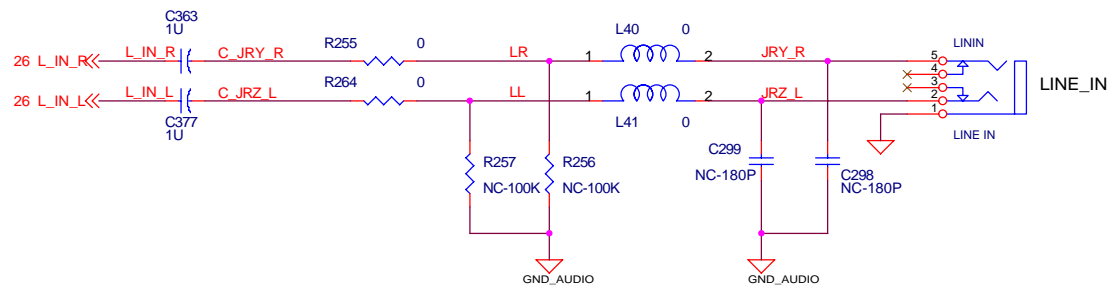 C363
1U
26 L_IN_R
L_IN_R
C_JRY_R
R255
0
LR
1
L40
0
2
JRY_R
5
LININ
4
3
2
1
LINE_IN
LINE IN
26 L_IN_L
L_IN_L
C_JRZ_L
R264
0
LL
1
2
JRZ_L
C377
1U
L41
0
R257
NC-100K
R256
NC-100K
C299
NC-180P
C298
NC-180P
GND_AUDIO
GND_AUDIO